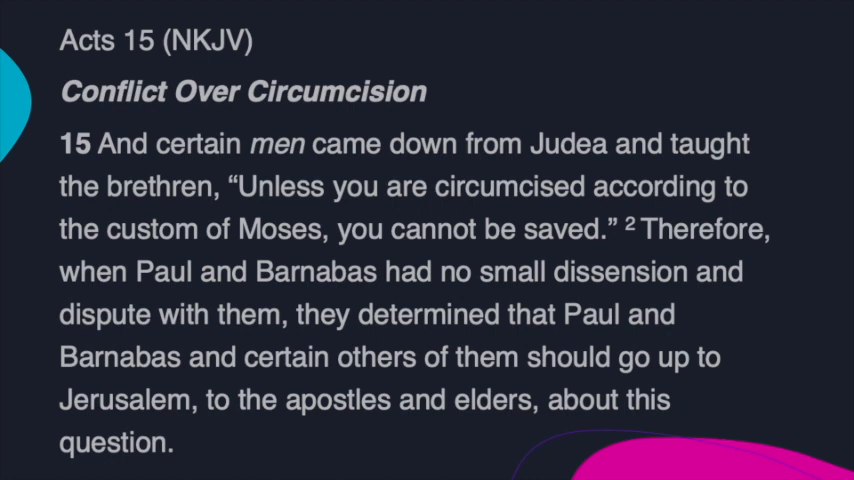 Acts 15 (NKJV)
Conflict Over Circumcision
15 And certain men came down from Judea and taught
the brethren, “Unless you are circumcised according to
the custom of Moses, you cannot be saved.” 2 Therefore,
when Paul and Barnabas had no small dissension and
dispute with them, they determined that Paul and
Barnabas and certain others of them should go up to
Jerusalem, to the apostles and elders, about this
question.